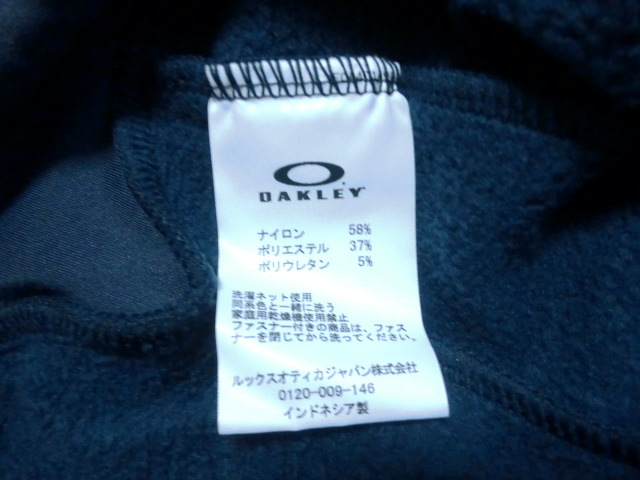 OAKLEY
ナイロン 58%
ポリエステル 37%
ポリウレタン 5%
洗濯ネット使用
同系色と一緒に洗う
家庭用乾燥機使用禁止
ファスナー付きの商品は、ファス
ナーを閉じてから洗ってください。
ルックスオティカジャパン株式会社
0120-009-146
インドネシア製